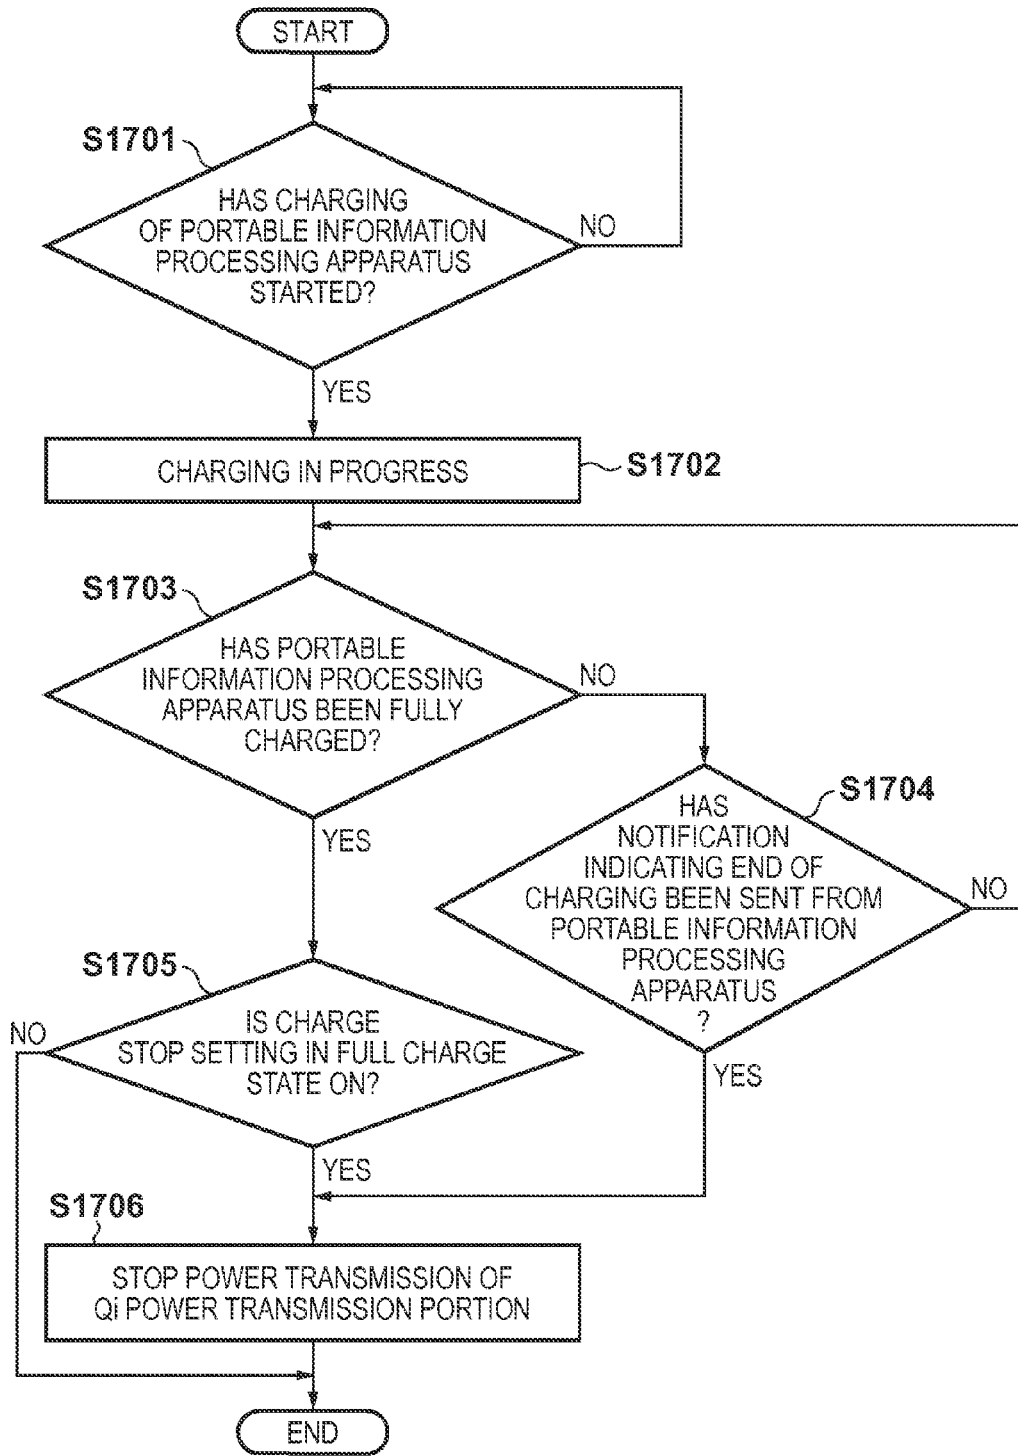 START
S1701
HAS CHARGING
OF PORTABLE INFORMATION
PROCESSING APPARATUS
STARTED?
NO
YES
CHARGING IN PROGRESS
S1702
S1703
HAS PORTABLE
INFORMATION PROCESSING
APPARATUS BEEN FULLY
CHARGED?
NO
YES
S1704
HAS
NOTIFICATION
INDICATING END OF
CHARGING BEEN SENT FROM
PORTABLE INFORMATION
PROCESSING
APPARATUS
?
NO
YES
S1705
IS CHARGE
STOP SETTING IN FULL CHARGE
STATE ON?
NO
YES
S1706
STOP POWER TRANSMISSION OF
Qi POWER TRANSMISSION PORTION
END